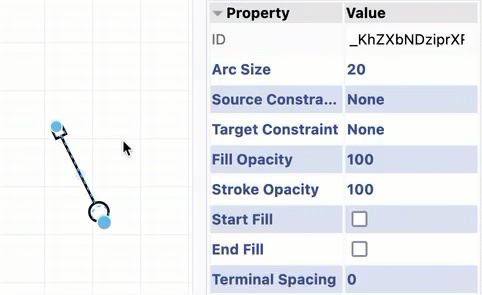 Property Value
ID _KhZXbNDziprXF
Arc Size 20
Source Constra... None
Target Constraint None
Fill Opacity 100
Stroke Opacity 100
Start Fill
End Fill
Terminal Spacing 0